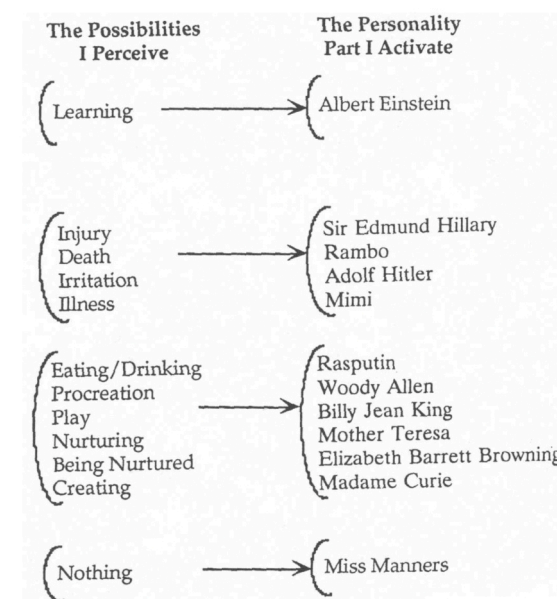 The Possibilities
I Perceive
The Personality
Part I Activate
Learning
Albert Einstein
Injury
Death
Irritation
Illness
Sir Edmund Hillary
Rambo
Adolf Hitler
Mimi
Eating/Drinking
Procreation
Play
Nurturing
Being Nurtured
Creating
Rasputin
Woody Allen
Billy Jean King
Mother Teresa
Elizabeth Barrett Browning
Madame Curie
Nothing
Miss Manners